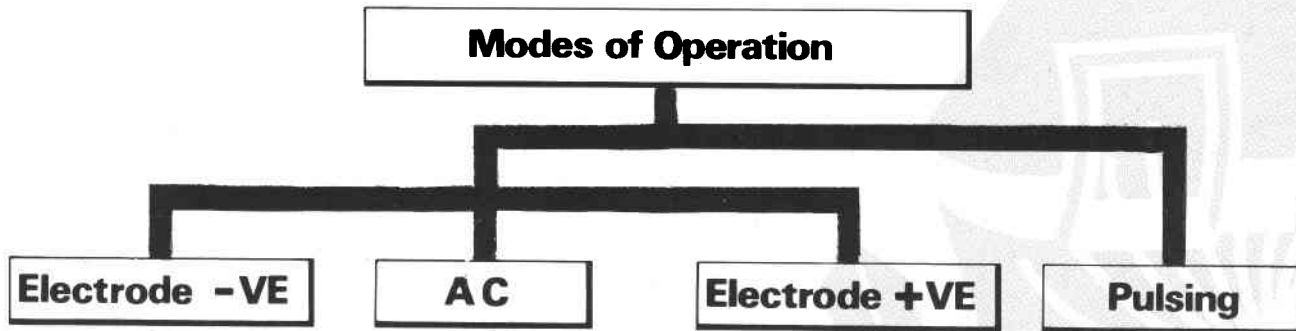 Modes of Operation
Electrode -VE
AC
Electrode +VE
Pulsing